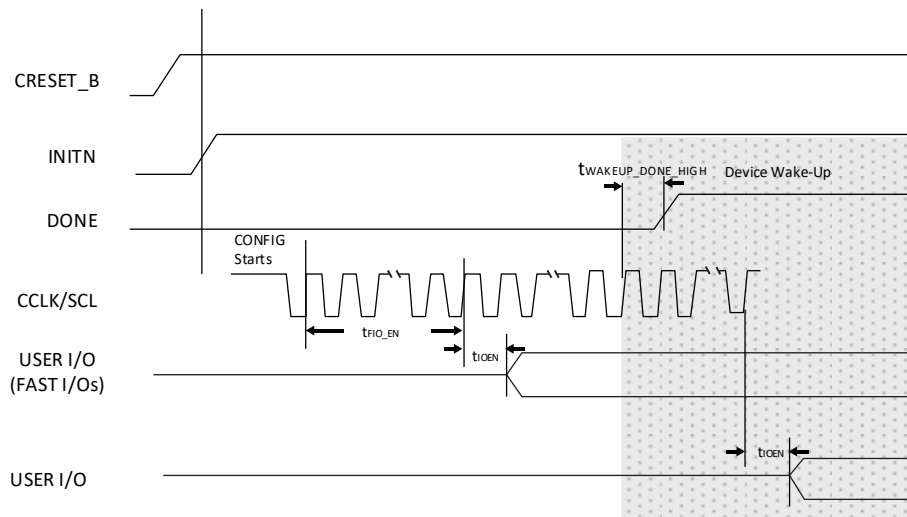 CRESET_B
INITN
tWAKEUP_DONE_HIGH
Device Wake-Up
DONE
CONFIG
Starts
CCLK/SCL
tFIO_EN
USER I/O
(FAST I/Os)
tIOEN
tIOEN
USER I/O